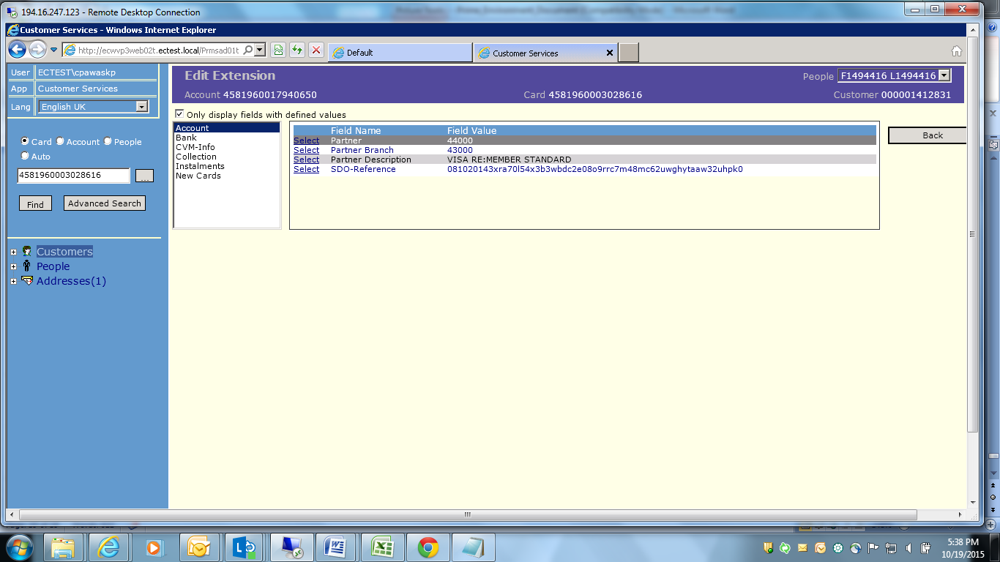 194.16.247.123 - Remote Desktop Connection
Customer Services - Windows Internet Explorer
http://ecwvp3web02t.ectest.local/Prmsad01t
Default
Customer Services
User ECTEST\cpawaskp
App Customer Services
Lang English UK
Edit Extension
People F1494416 L1494416
Account 4581960017940650 Card 4581960003028616 Customer 000001412831
Only display fields with defined values
Card Account People
Auto
4581960003028616 ...
Find Advanced Search
Customers
People
Addresses(1)
Account
Bank
CVM-Info
Collection
Instalments
New Cards
Field Name Field Value
Select Partner 44000
Select Partner Branch 43000
Select Partner Description VISA RE:MEMBER STANDARD
Select SDO-Reference 081020143xra70l54x3b3wbdc2e08o9rrc7m48mc62uwghytaaw32uhpk0
Back
5:38 PM
10/19/2015